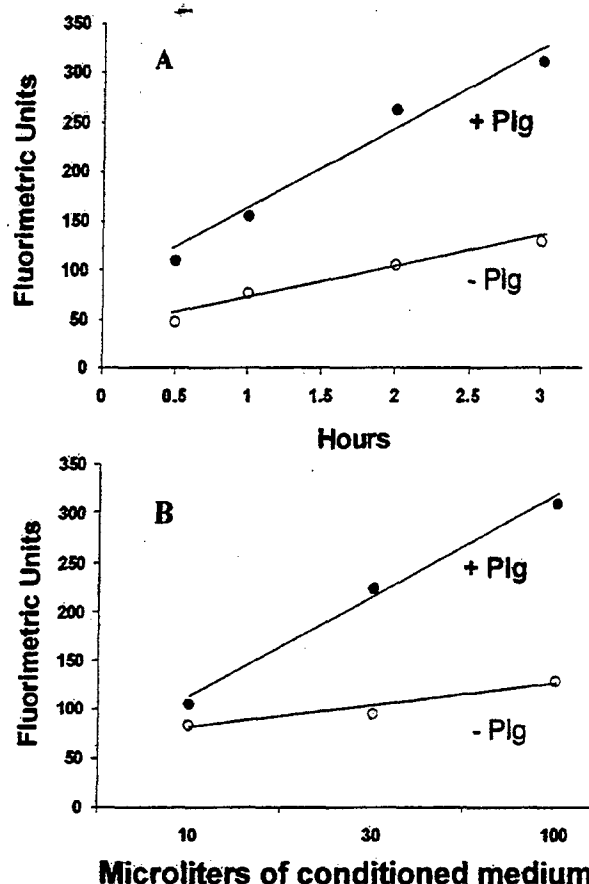 350
A
300
250
+ Plg
200
150
100
- Plg
50
0
0 0.5 1 1.5 2 2.5 3
Hours
Fluorimetric Units
350
B
300
250
+ Plg
200
150
100
- Plg
50
0
10 30 100
Microliters of conditioned medium
Fluorimetric Units